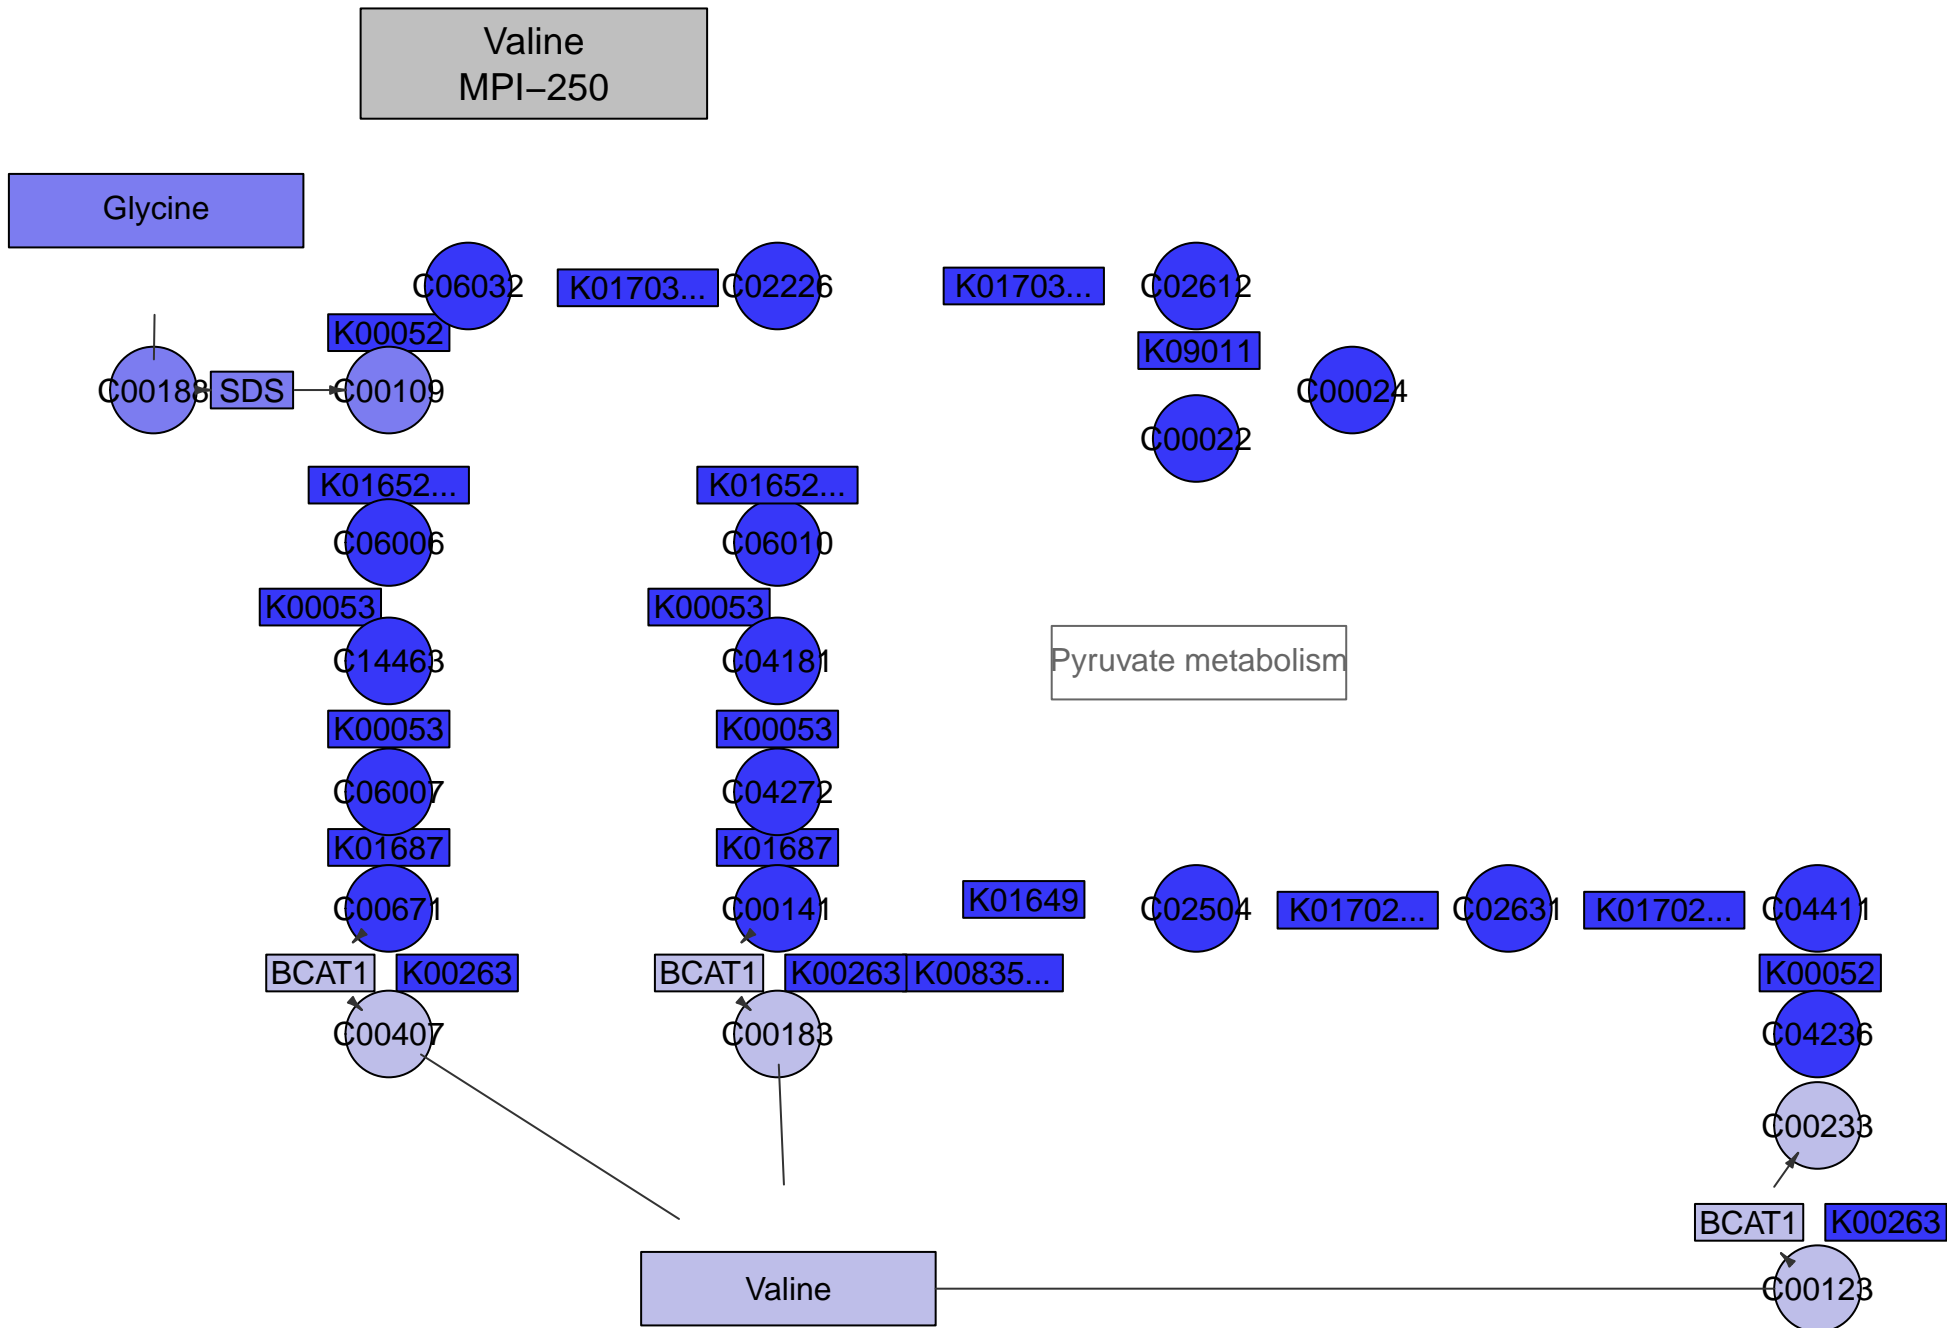 Valine
MPI−250
Glycine
C06032
K01703...
C02226
K01703...
C02612
K00052
K09011
C00188
SDS
C00109
C00024
C00022
K01652...
K01652...
C06006
C06010
K00053
K00053
C14463
C04181
Pyruvate metabolism
K00053
K00053
C06007
C04272
K01687
K01687
C00671
C00141
K01649
C02504
K01702...
C02631
K01702...
C04411
BCAT1
K00263
BCAT1
K00263
K00835...
K00052
C00407
C00183
C04236
C00233
BCAT1
K00263
Valine
C00123